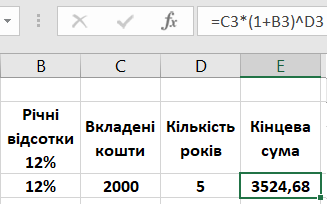 =C3*(1+B3)^D3
B C D E
Річні відсотки 12% Вкладені кошти Кількість років Кінцева сума
12% 2000 5 3524,68